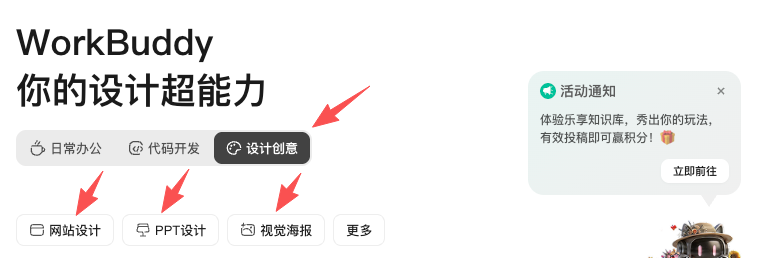 WorkBuddy
你的设计超能力
日常办公 代码开发 设计创意
网站设计 PPT设计 视觉海报 更多
活动通知
体验乐享知识库，秀出你的玩法，
有效投稿即可赢积分！
立即前往